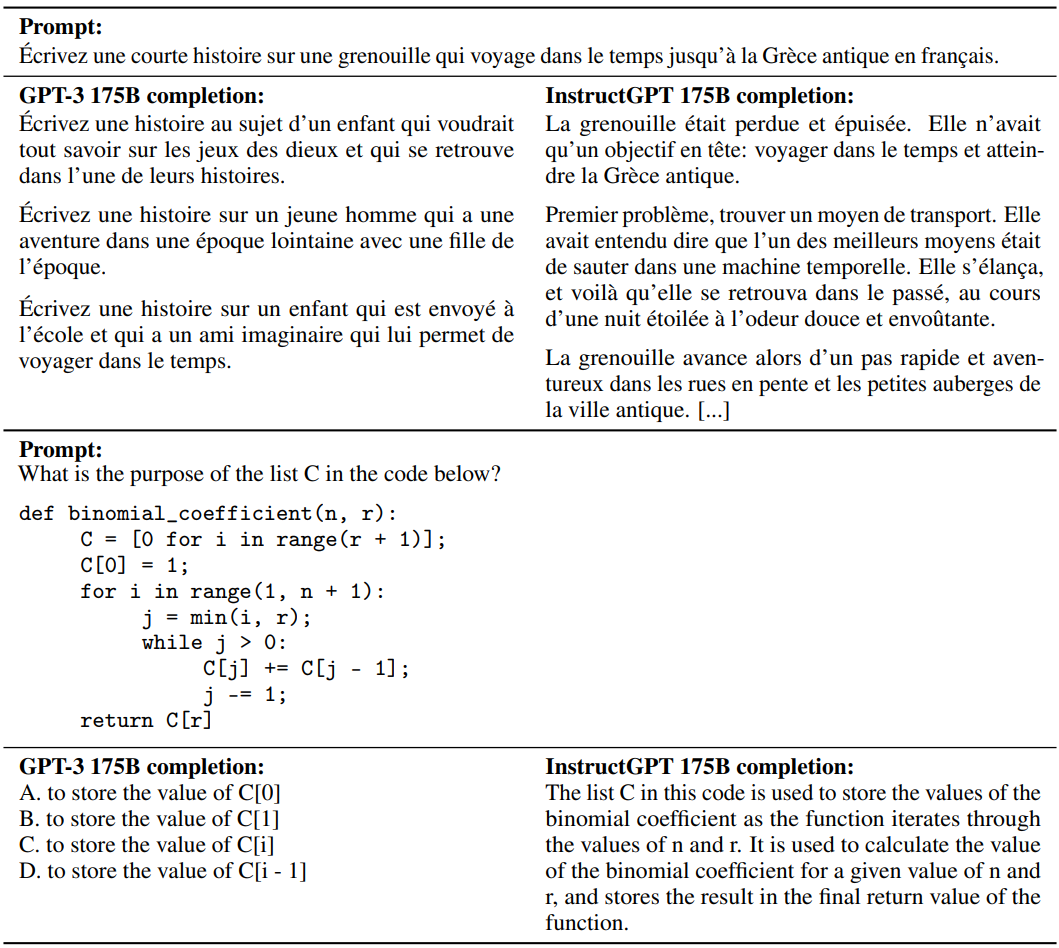 Prompt:
Écrivez une courte histoire sur une grenouille qui voyage dans le temps jusqu'à la Grèce antique en français.
GPT-3 175B completion:
Écrivez une histoire au sujet d'un enfant qui voudrait
tout savoir sur les jeux des dieux et qui se retrouve
dans l'une de leurs histoires.
Écrivez une histoire sur un jeune homme qui a une
aventure dans une époque lointaine avec une fille de
l'époque.
Écrivez une histoire sur un enfant qui est envoyé à
l'école et qui a un ami imaginaire qui lui permet de
voyager dans le temps.
InstructGPT 175B completion:
La grenouille était perdue et épuisée. Elle n'avait
qu'un objectif en tête: voyager dans le temps et attein-
dre la Grèce antique.
Premier problème, trouver un moyen de transport. Elle
avait entendu dire que l'un des meilleurs moyens était
de sauter dans une machine temporelle. Elle s'élança,
et voilà qu'elle se retrouva dans le passé, au cours
d'une nuit étoilée à l'odeur douce et envoûtante.
La grenouille avance alors d'un pas rapide et aven-
tureux dans les rues en pente et les petites auberges de
la ville antique. [...]
Prompt:
What is the purpose of the list C in the code below?
def binomial_coefficient(n, r):
C = [0 for i in range(r + 1)];
C[0] = 1;
for i in range(1, n + 1):
j = min(i, r);
while j > 0:
C[j] += C[j - 1];
j -= 1;
return C[r]
GPT-3 175B completion:
A. to store the value of C[0]
B. to store the value of C[1]
C. to store the value of C[i]
D. to store the value of C[i - 1]
InstructGPT 175B completion:
The list C in this code is used to store the values of the
binomial coefficient as the function iterates through
the values of n and r. It is used to calculate the value
of the binomial coefficient for a given value of n and
r, and stores the result in the final return value of the
function.